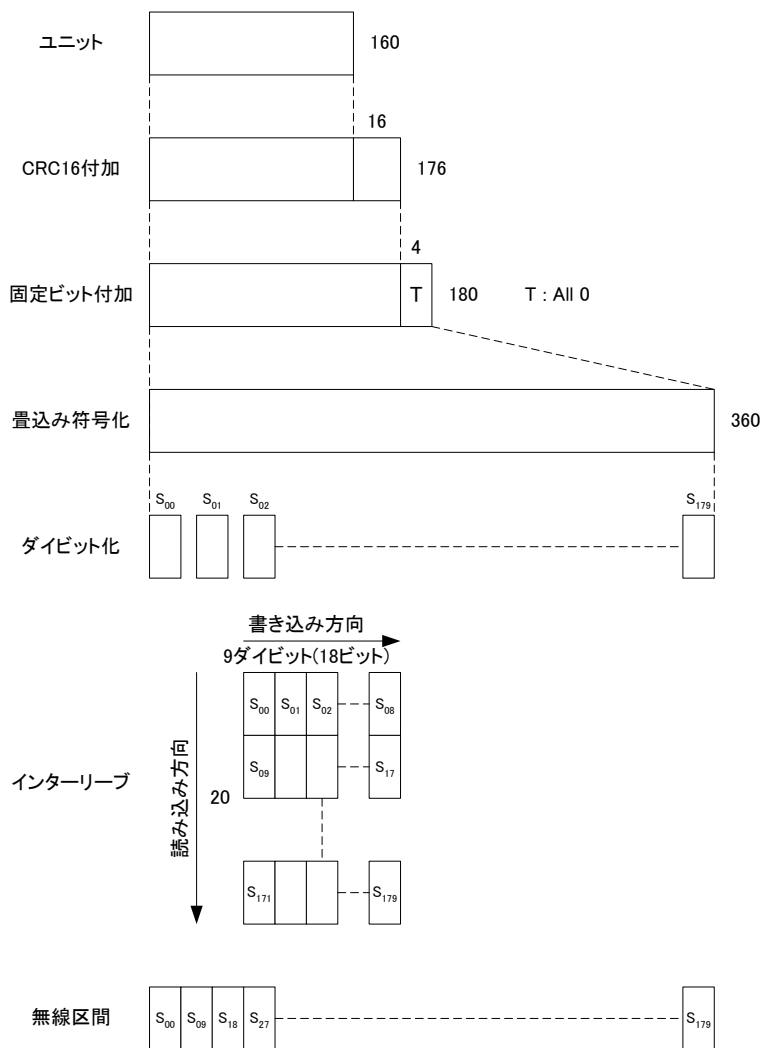 ユニット
160
16
CRC16付加
176
4
固定ビット付加
T
180
T : All 0
畳込み符号化
360
S00 S01 S02 S179
ダイビット化
書き込み方向
9ダイビット(18ビット)
読み込み方向
S00 S01 S02 S08
S09 S17
インターリーブ
20
S171 S179
無線区間
S00 S09 S18 S27 S179